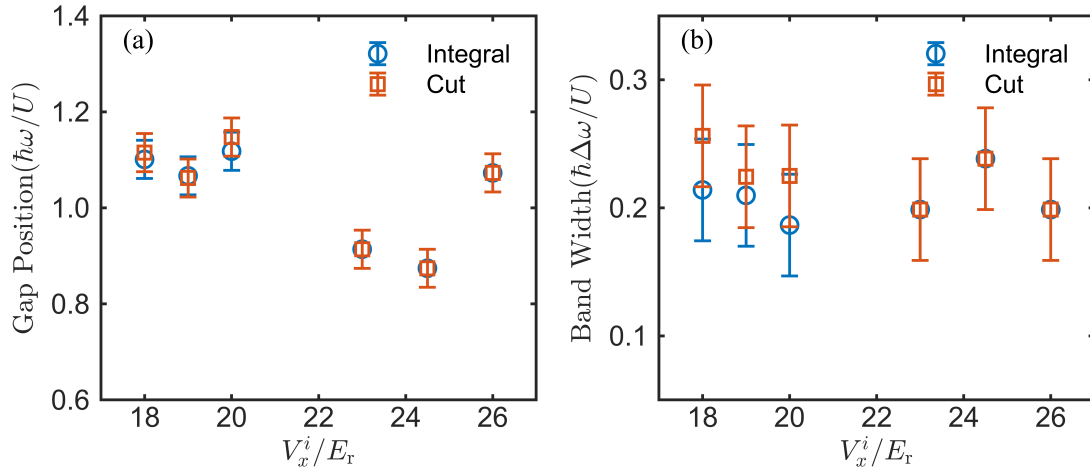 (a)
Integral
Cut
Gap Position(ℏω/U)
1.4
1.2
1.0
0.8
0.6
18 20 22 24 26
V_x^i/E_r
(b)
Integral
Cut
Band Width(ℏΔω/U)
0.3
0.2
0.1
18 20 22 24 26
V_x^i/E_r